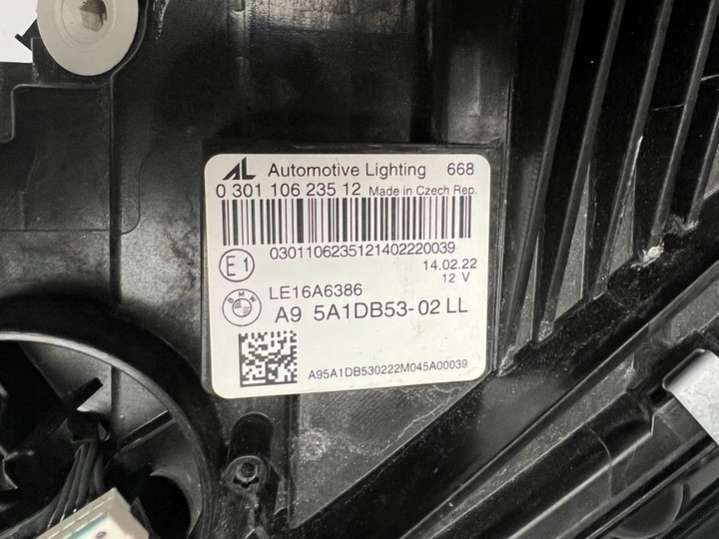 AL Automotive Lighting 668
0 301 106 235 12 Made in Czech Rep.
0301106235121402220039
E1 14.02.22
12 V
BMW LE16A6386
A9 5A1DB53-02 LL
A95A1DB530222M045A00039